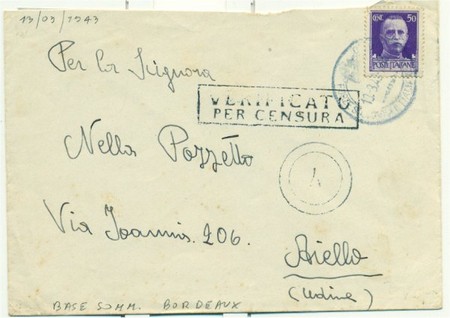 13/03/1943
CENT. 50
POSTE ITALIANE
Per la Signora
VERIFICATO
PER CENSURA
Nella Pozzetto
A
Via Joannis. 206.
Aiello
(Udine)
BASE SOMM. BORDEAUX